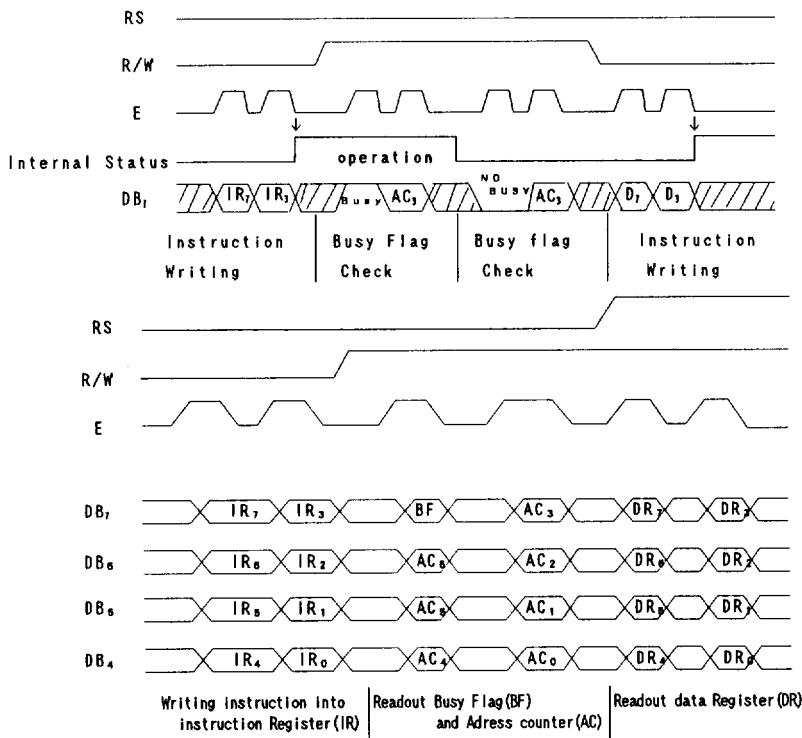 RS
R/W
E
Internal Status operation
DB₇ IR₇ IR₃ Busy AC₃ NO BUSY AC₃ D₇ D₃
Instruction Busy Flag Busy flag Instruction
Writing Check Check Writing
RS
R/W
E
DB₇ IR₇ IR₃ BF AC₃ DR₇ DR₃
DB₆ IR₆ IR₂ AC₆ AC₂ DR₆ DR₂
DB₅ IR₅ IR₁ AC₅ AC₁ DR₅ DR₁
DB₄ IR₄ IR₀ AC₄ AC₀ DR₄ DR₀
Writing instruction into Readout Busy Flag(BF) Readout data Register(DR)
instruction Register(IR) and Adress counter(AC)